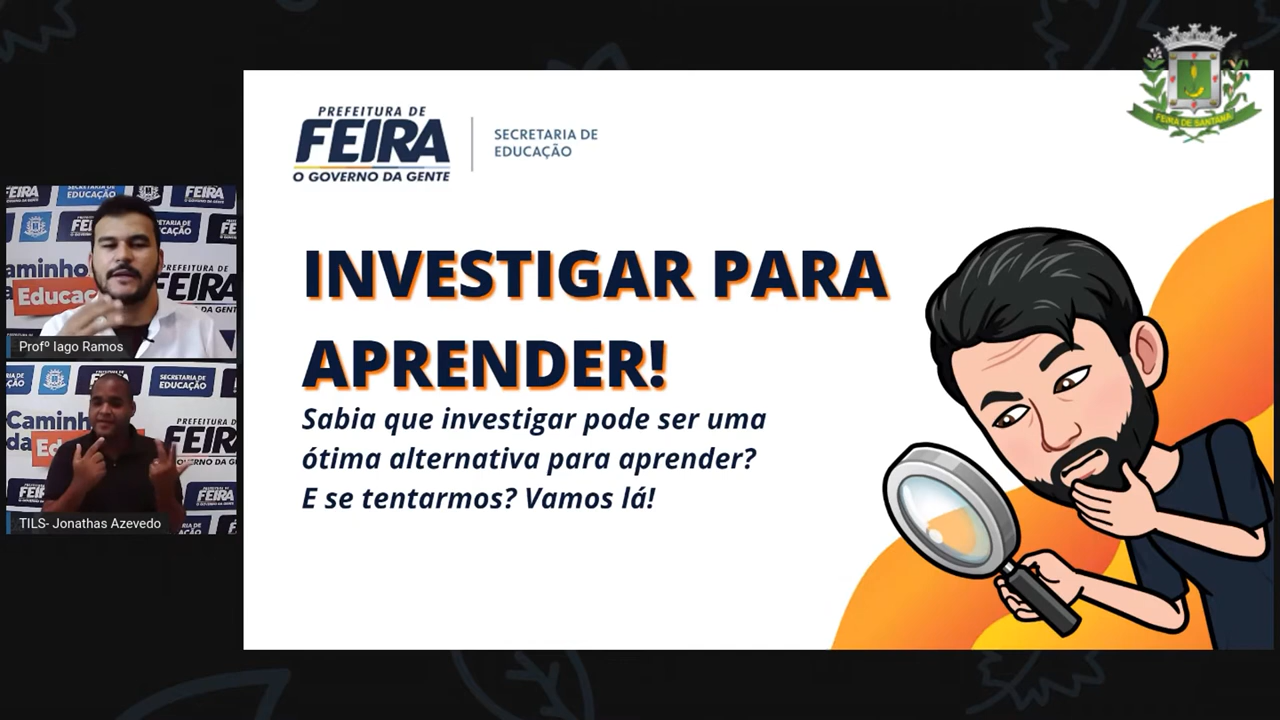 PREFEITURA DE
FEIRA
O GOVERNO DA GENTE
SECRETARIA DE
EDUCAÇÃO
FEIRA DE SANTANA
INVESTIGAR PARA
APRENDER!
Sabia que investigar pode ser uma
ótima alternativa para aprender?
E se tentarmos? Vamos lá!
Profº Iago Ramos
TILS- Jonathas Azevedo